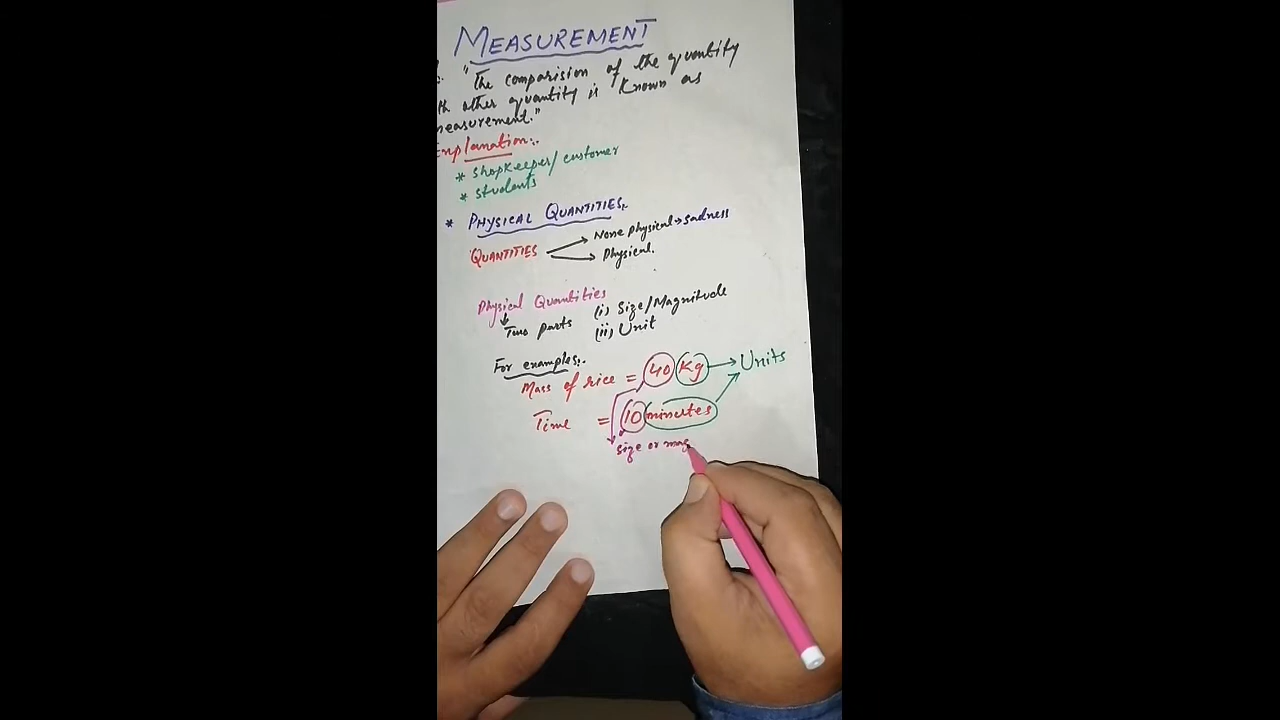 MEASUREMENT
"The comparision of the quantity
th other quantity is known as
measurement."
Explanation:.
* Shopkeeper/customer
* Students
* PHYSICAL QUANTITIES:.
QUANTITIES
None physical → sadness
Physical.
Physical Quantities
Two parts
(i) Size/Magnitude
(ii) Unit
For examples:.
Mass of rice = 40 Kg → Units
Time = 10 minutes
size or mag